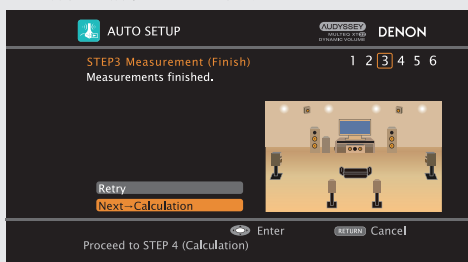 AUTO SETUP
AUDYSSEY
MULTEQ XT32
DYNAMIC VOLUME
DENON
STEP3 Measurement (Finish)
1 2 3 4 5 6
Measurements finished.
Retry
Next→Calculation
Enter
RETURN Cancel
Proceed to STEP 4 (Calculation)